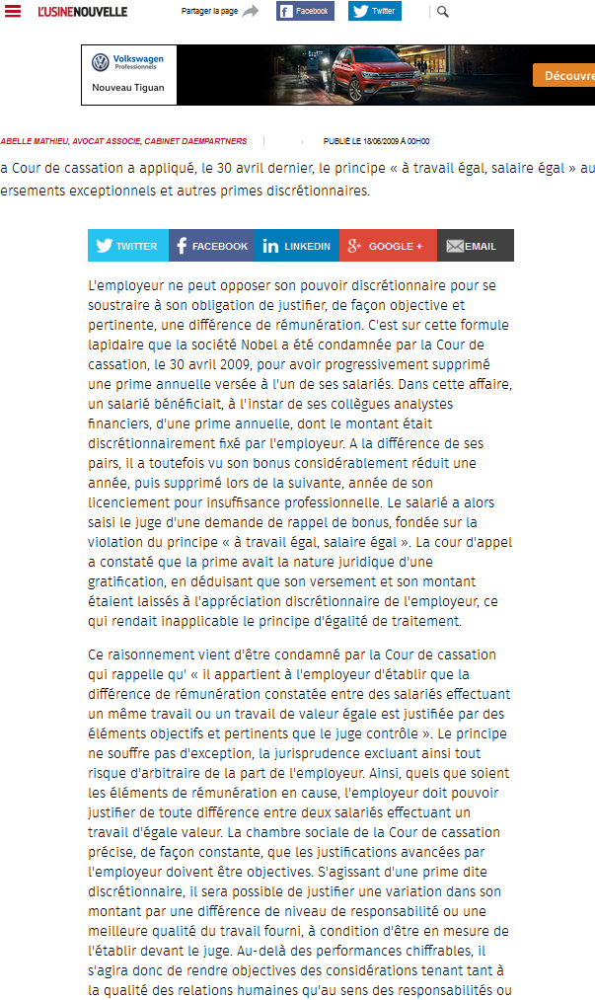 L'USINENOUVELLE
Partager la page
Facebook
Twitter
Volkswagen
Professionnels
Nouveau Tiguan
Découvre
ABELLE MATHIEU, AVOCAT ASSOCIE, CABINET DAEMPARTNERS
PUBLIÉ LE 18/06/2009 À 00H00
a Cour de cassation a appliqué, le 30 avril dernier, le principe « à travail égal, salaire égal » au
ersements exceptionnels et autres primes discrétionnaires.
TWITTER
FACEBOOK
LINKEDIN
GOOGLE +
EMAIL
L'employeur ne peut opposer son pouvoir discrétionnaire pour se
soustraire à son obligation de justifier, de façon objective et
pertinente, une différence de rémunération. C'est sur cette formule
lapidaire que la société Nobel a été condamnée par la Cour de
cassation, le 30 avril 2009, pour avoir progressivement supprimé
une prime annuelle versée à l'un de ses salariés. Dans cette affaire,
un salarié bénéficiait, à l'instar de ses collègues analystes
financiers, d'une prime annuelle, dont le montant était
discrétionnairement fixé par l'employeur. A la différence de ses
pairs, il a toutefois vu son bonus considérablement réduit une
année, puis supprimé lors de la suivante, année de son
licenciement pour insuffisance professionnelle. Le salarié a alors
saisi le juge d'une demande de rappel de bonus, fondée sur la
violation du principe « à travail égal, salaire égal ». La cour d'appel
a constaté que la prime avait la nature juridique d'une
gratification, en déduisant que son versement et son montant
étaient laissés à l'appréciation discrétionnaire de l'employeur, ce
qui rendait inapplicable le principe d'égalité de traitement.
Ce raisonnement vient d'être condamné par la Cour de cassation
qui rappelle qu' « il appartient à l'employeur d'établir que la
différence de rémunération constatée entre des salariés effectuant
un même travail ou un travail de valeur égale est justifiée par des
éléments objectifs et pertinents que le juge contrôle ». Le principe
ne souffre pas d'exception, la jurisprudence excluant ainsi tout
risque d'arbitraire de la part de l'employeur. Ainsi, quels que soient
les éléments de rémunération en cause, l'employeur doit pouvoir
justifier de toute différence entre deux salariés effectuant un
travail d'égale valeur. La chambre sociale de la Cour de cassation
précise, de façon constante, que les justifications avancées par
l'employeur doivent être objectives. S'agissant d'une prime dite
discrétionnaire, il sera possible de justifier une variation dans son
montant par une différence de niveau de responsabilité ou une
meilleure qualité du travail fourni, à condition d'être en mesure de
l'établir devant le juge. Au-delà des performances chiffrables, il
s'agira donc de rendre objectives des considérations tenant tant à
la qualité des relations humaines qu'au sens des responsabilités ou